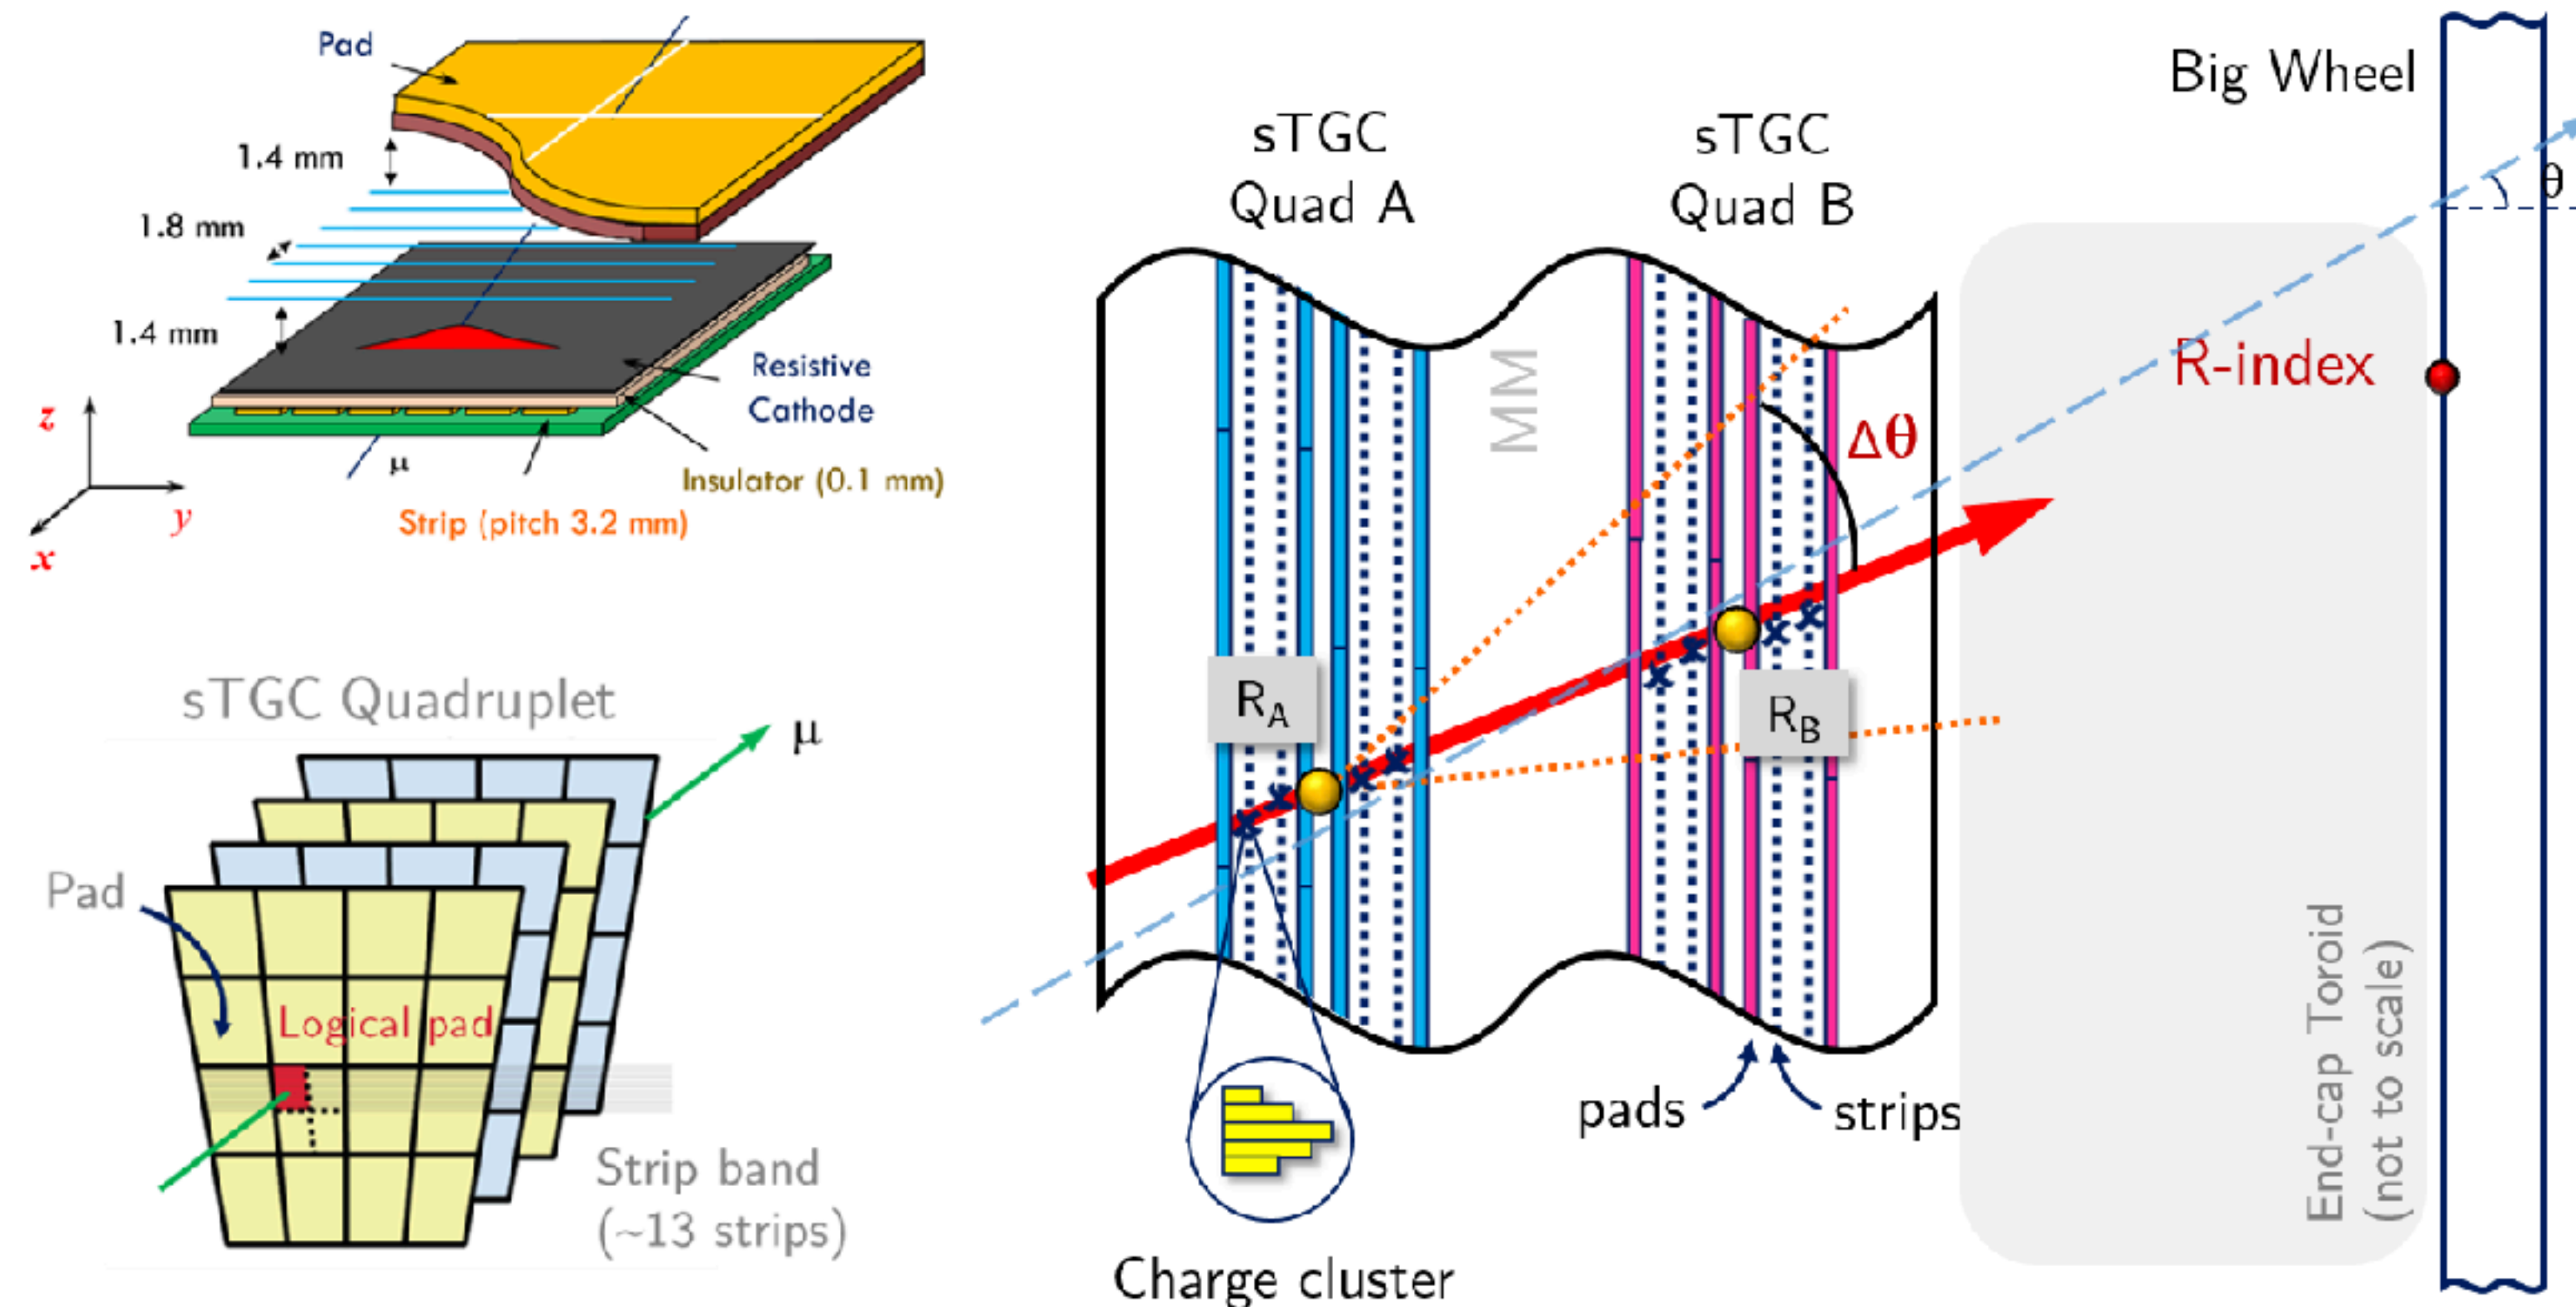 Pad
1.4 mm
1.8 mm
1.4 mm
Resistive
Cathode
Insulator (0.1 mm)
Strip (pitch 3.2 mm)
μ
z
y
x
sTGC Quadruplet
μ
Pad
Logical pad
Strip band
(~13 strips)
sTGC
Quad A
sTGC
Quad B
MM
Δθ
R_A
R_B
pads
strips
Charge cluster
Big Wheel
θ
R-index
End-cap Toroid
(not to scale)